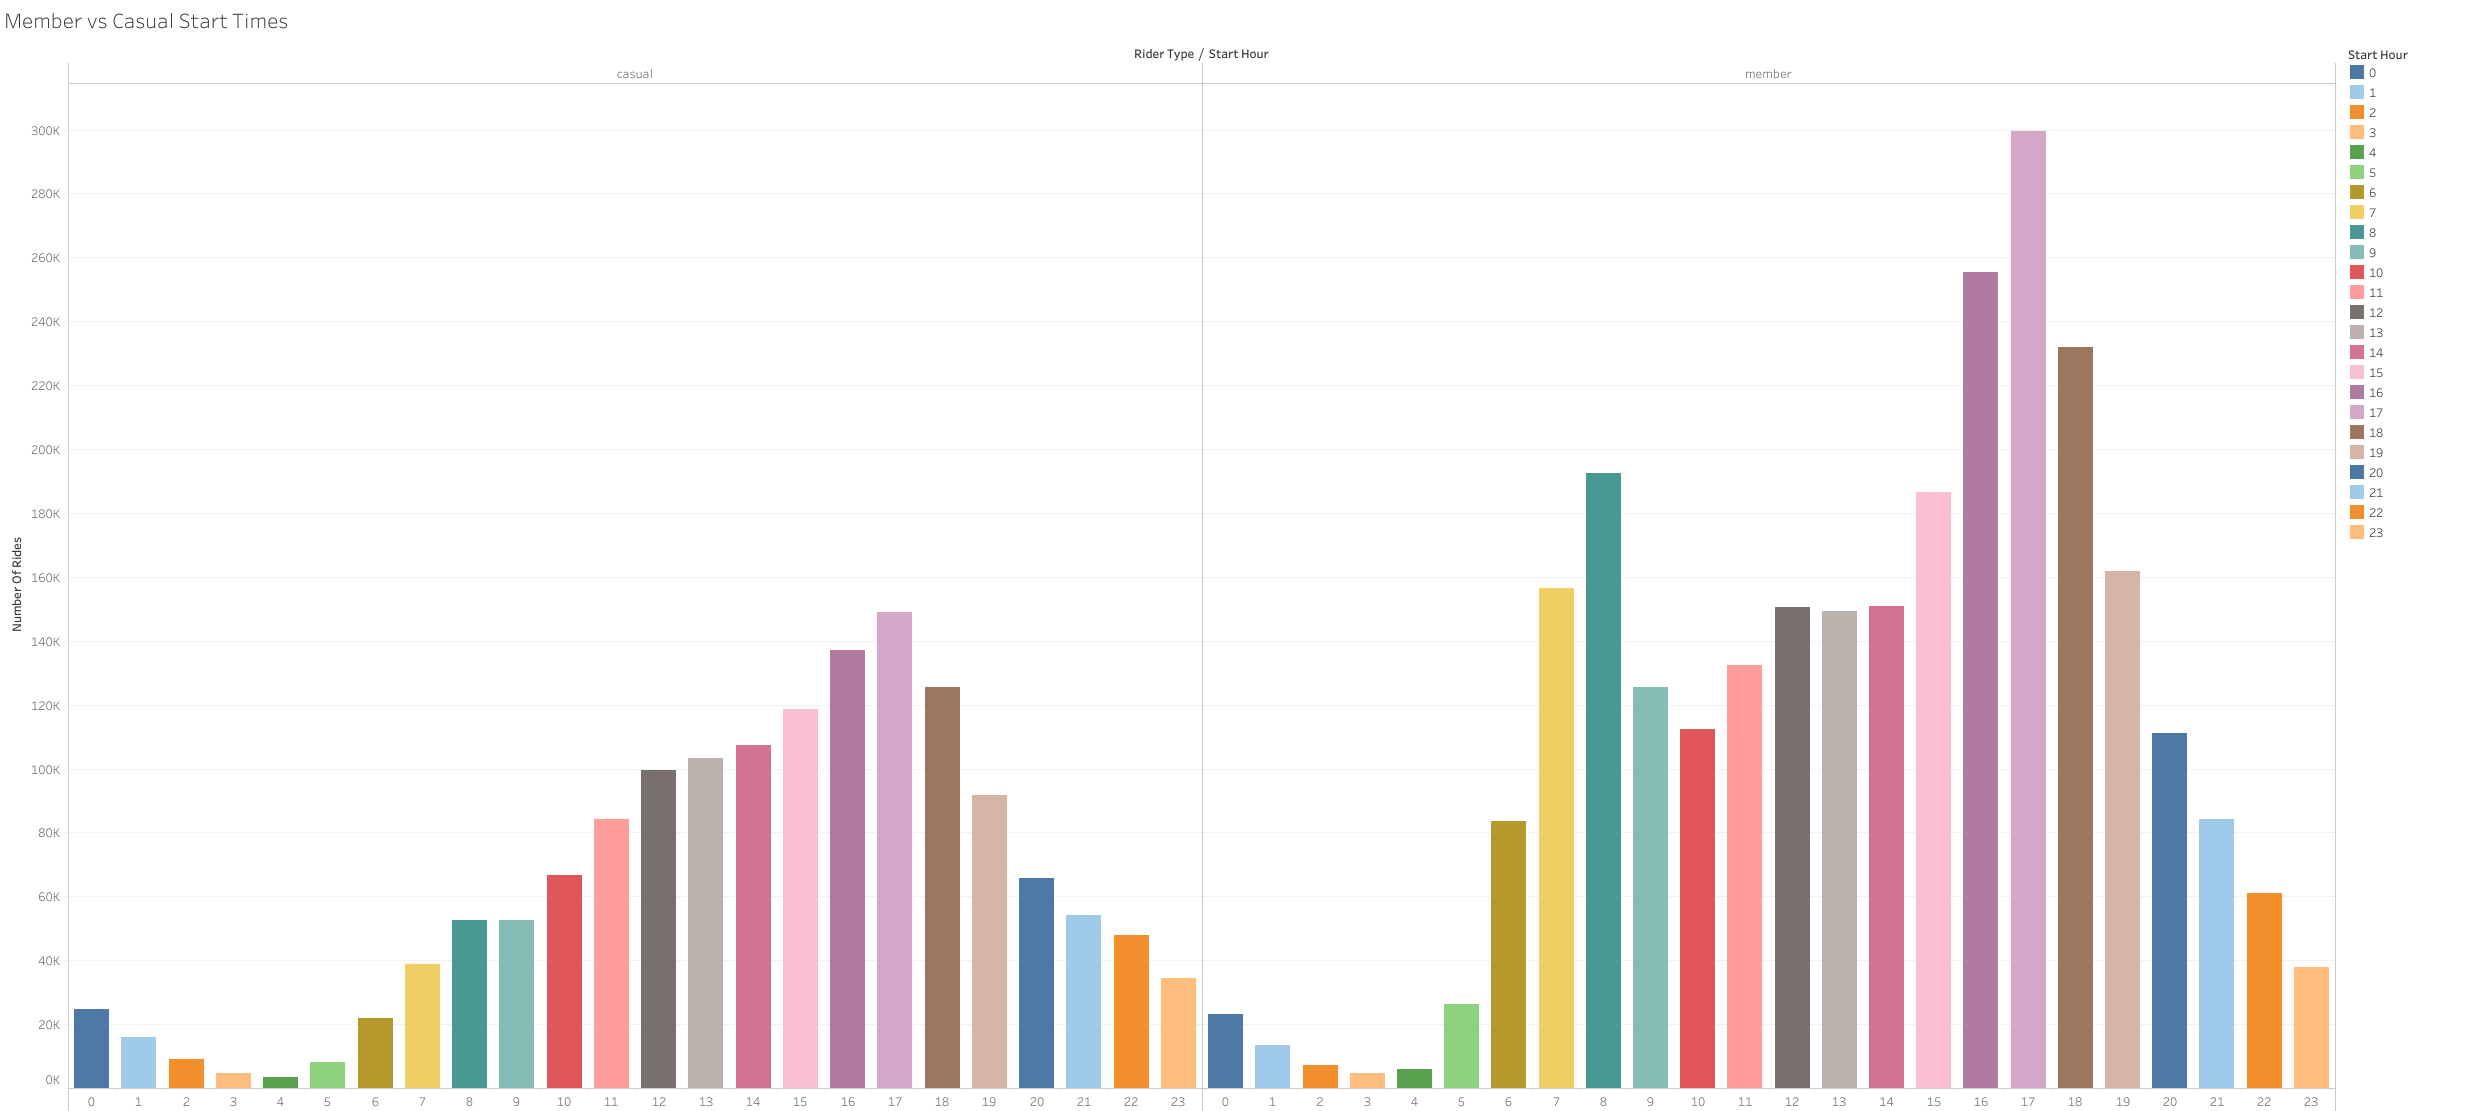 Member vs Casual Start Times
Rider Type / Start Hour
casual member
300K
280K
260K
240K
220K
200K
180K
160K
140K
120K
100K
80K
60K
40K
20K
0K
Number Of Rides
0 1 2 3 4 5 6 7 8 9 10 11 12 13 14 15 16 17 18 19 20 21 22 23 0 1 2 3 4 5 6 7 8 9 10 11 12 13 14 15 16 17 18 19 20 21 22 23
Start Hour
0
1
2
3
4
5
6
7
8
9
10
11
12
13
14
15
16
17
18
19
20
21
22
23